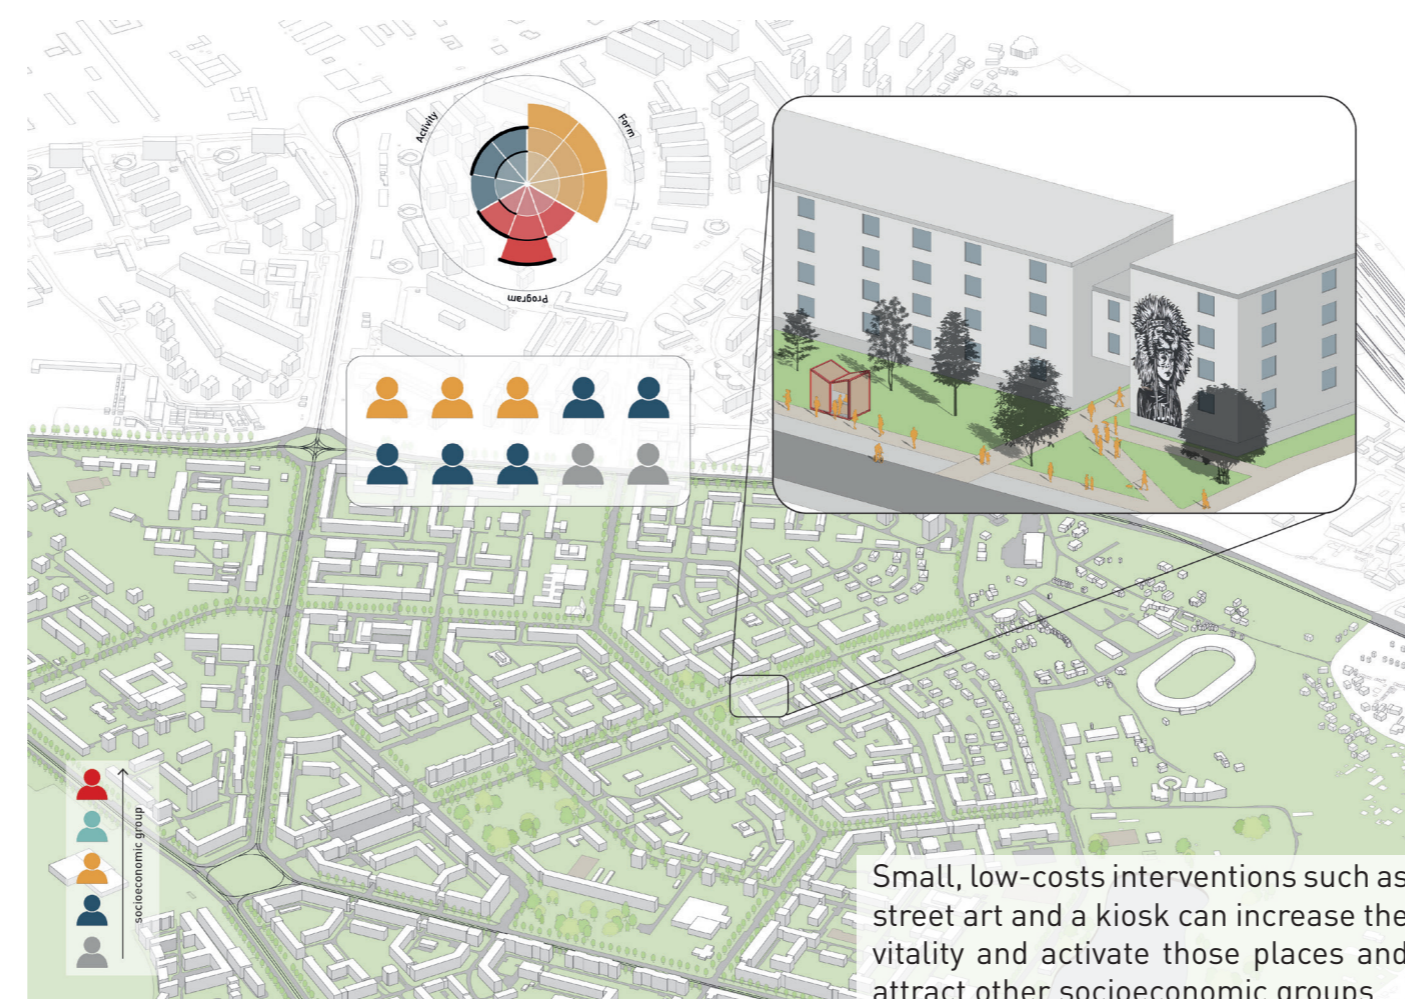 Activity
Form
Program
socioeconomic group
Small, low-costs interventions such as
street art and a kiosk can increase the
vitality and activate those places and
attract other socioeconomic groups